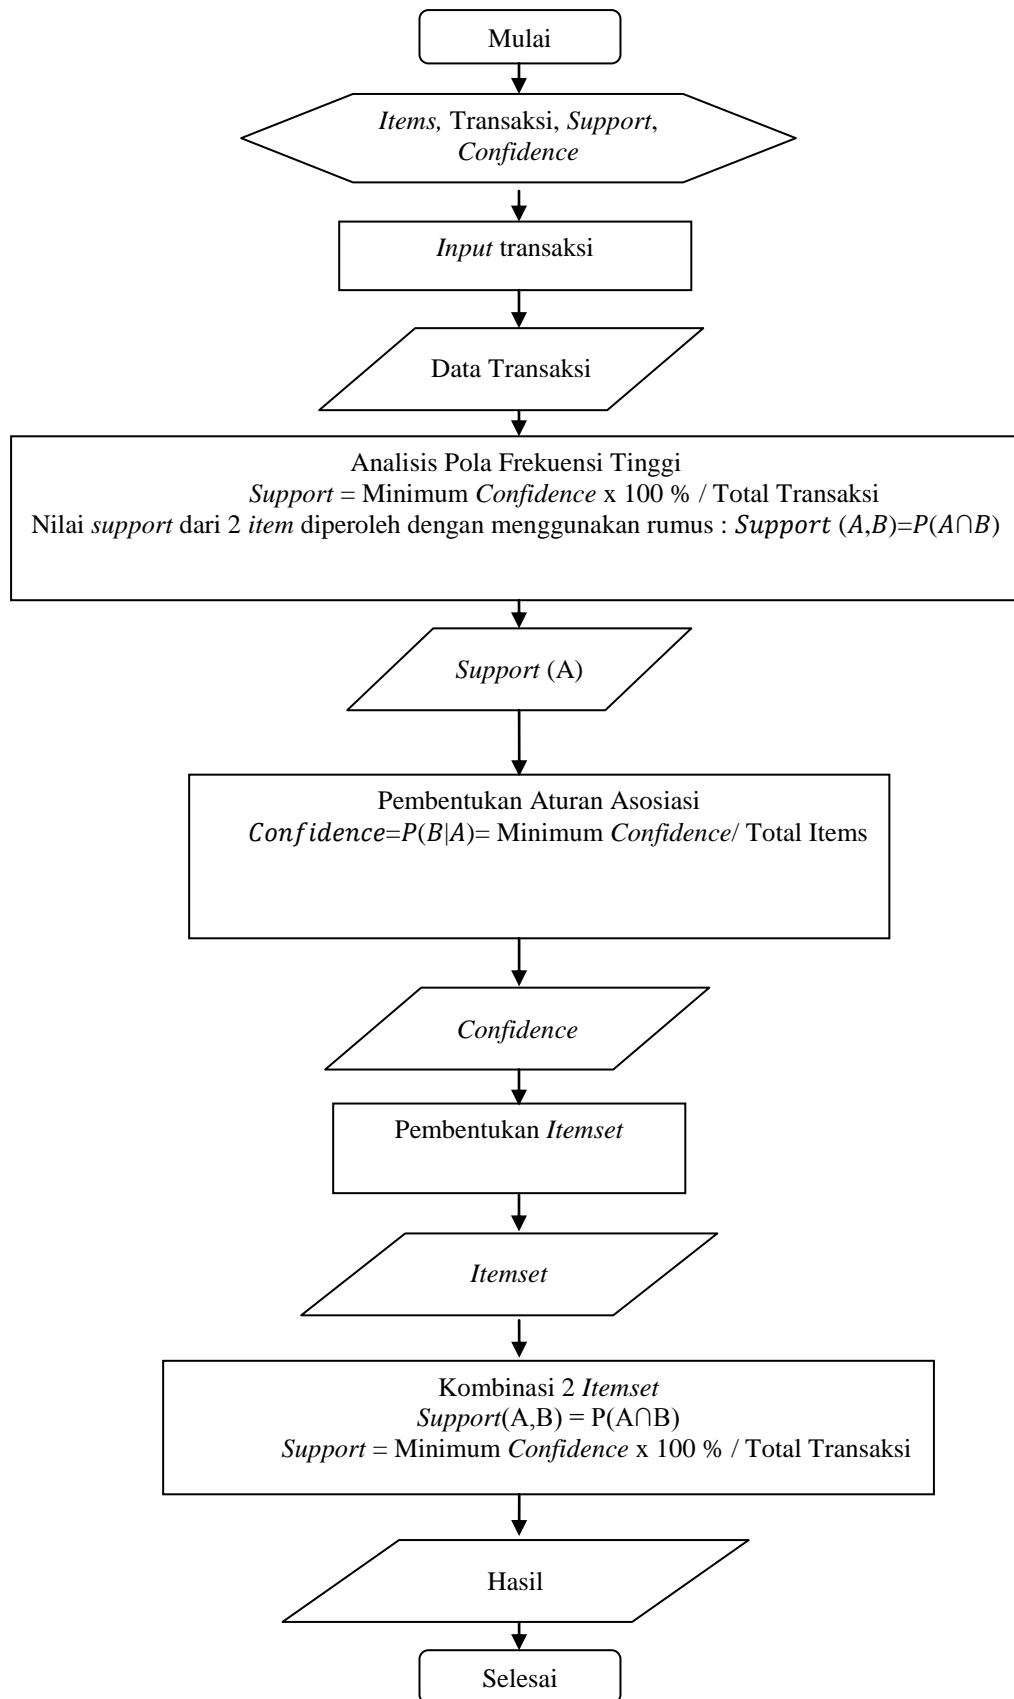 Mulai
Items, Transaksi, Support,
Confidence
Input transaksi
Data Transaksi
Analisis Pola Frekuensi Tinggi
Support = Minimum Confidence x 100 % / Total Transaksi
Nilai support dari 2 item diperoleh dengan menggunakan rumus : Support (A,B)=P(A∩B)
Support (A)
Pembentukan Aturan Asosiasi
Confidence=P(B|A)= Minimum Confidence/ Total Items
Confidence
Pembentukan Itemset
Itemset
Kombinasi 2 Itemset
Support(A,B) = P(A∩B)
Support = Minimum Confidence x 100 % / Total Transaksi
Hasil
Selesai